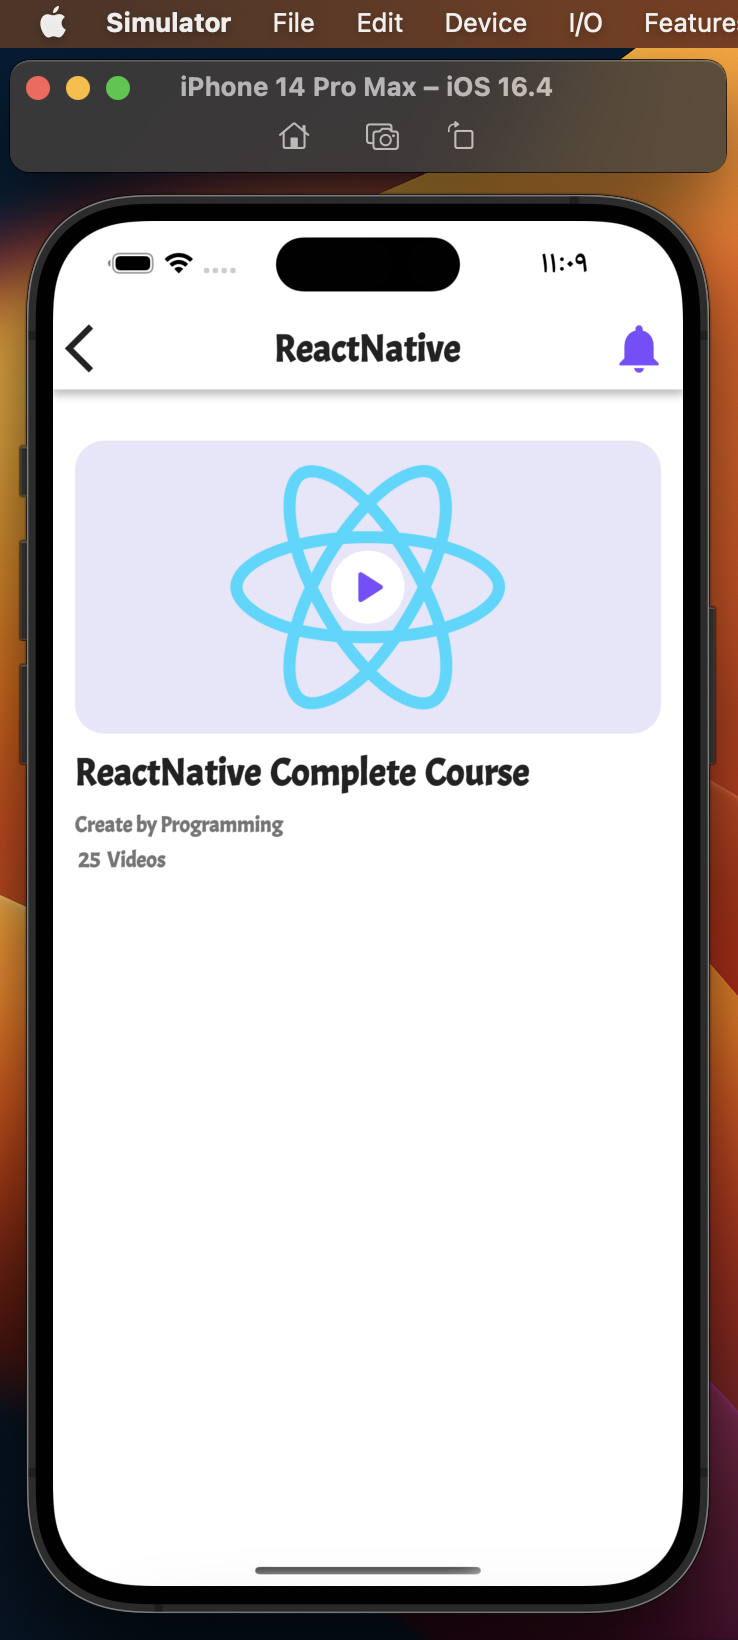 Simulator File Edit Device I/O Features
iPhone 14 Pro Max – iOS 16.4
١١:٠٩
ReactNative
ReactNative Complete Course
Create by Programming
25 Videos